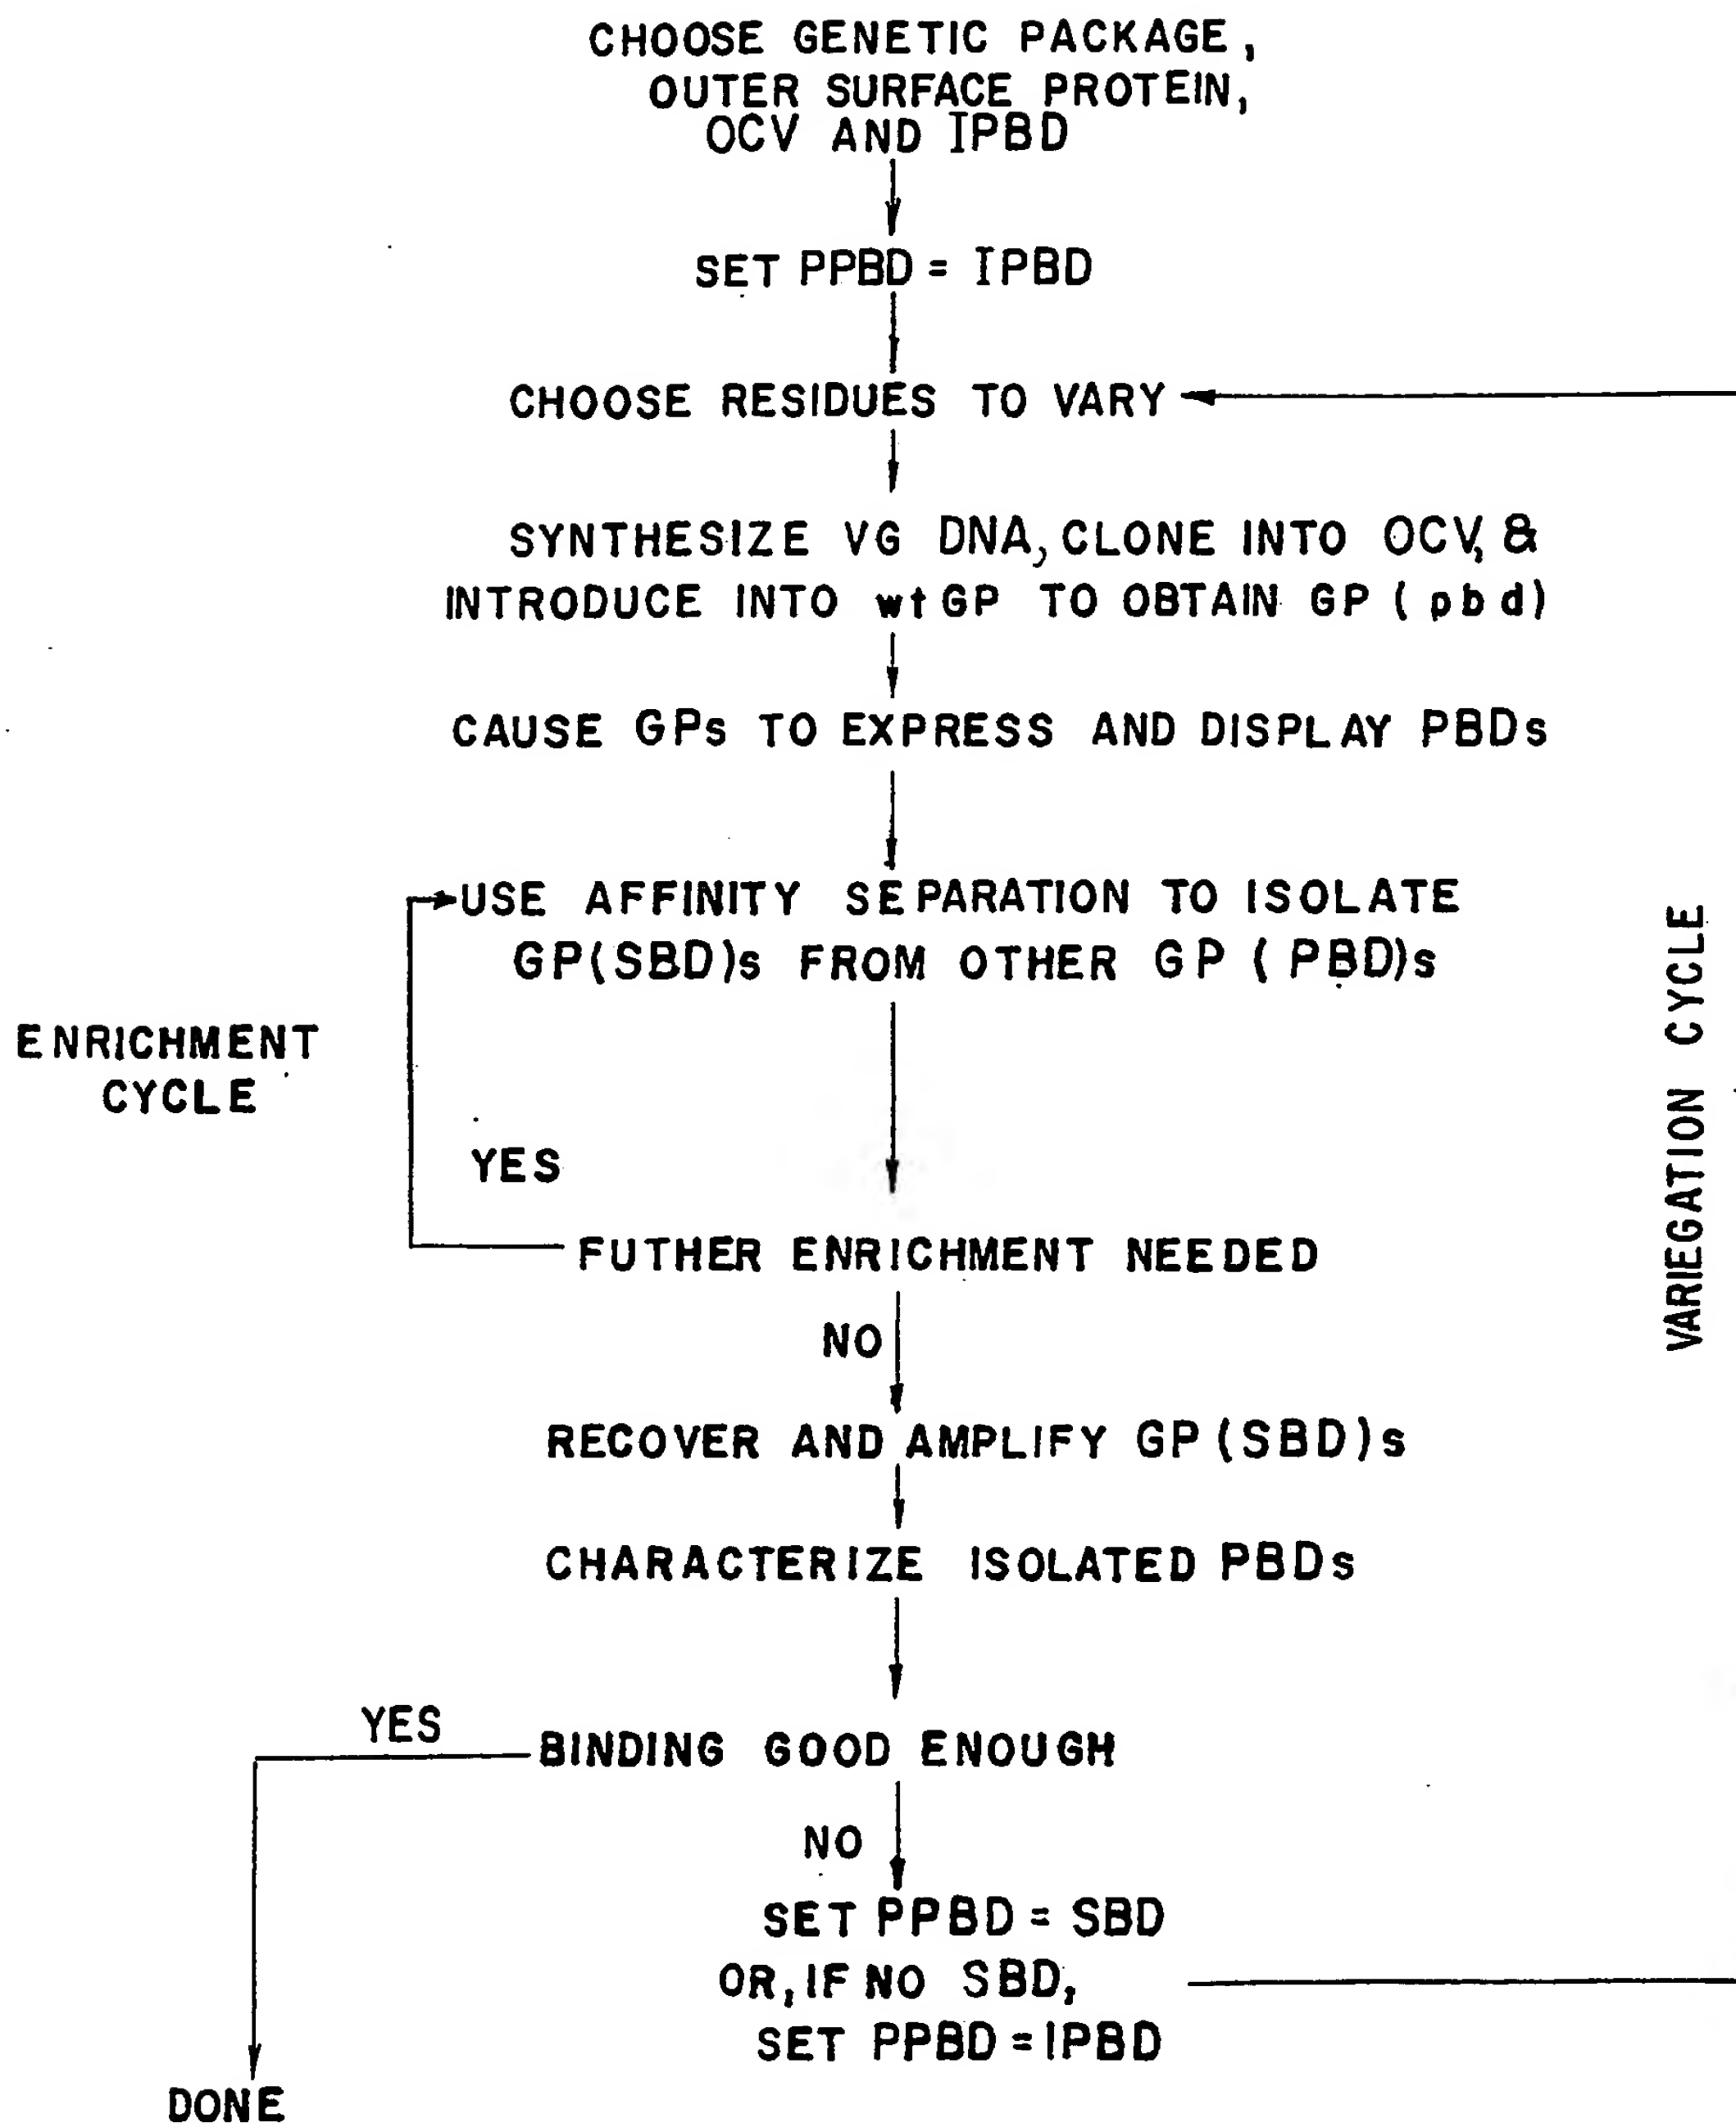 CHOOSE GENETIC PACKAGE,
OUTER SURFACE PROTEIN,
OCV AND IPBD
SET PPBD = IPBD
CHOOSE RESIDUES TO VARY
SYNTHESIZE VG DNA, CLONE INTO OCV, &
INTRODUCE INTO wtGP TO OBTAIN GP (pbd)
CAUSE GPs TO EXPRESS AND DISPLAY PBDs
USE AFFINITY SEPARATION TO ISOLATE
GP(SBD)s FROM OTHER GP (PBD)s
ENRICHMENT
CYCLE
YES
VARIEGATION CYCLE
FUTHER ENRICHMENT NEEDED
NO
RECOVER AND AMPLIFY GP(SBD)s
CHARACTERIZE ISOLATED PBDs
YES
BINDING GOOD ENOUGH
NO
SET PPBD = SBD
OR, IF NO SBD,
SET PPBD = IPBD
DONE